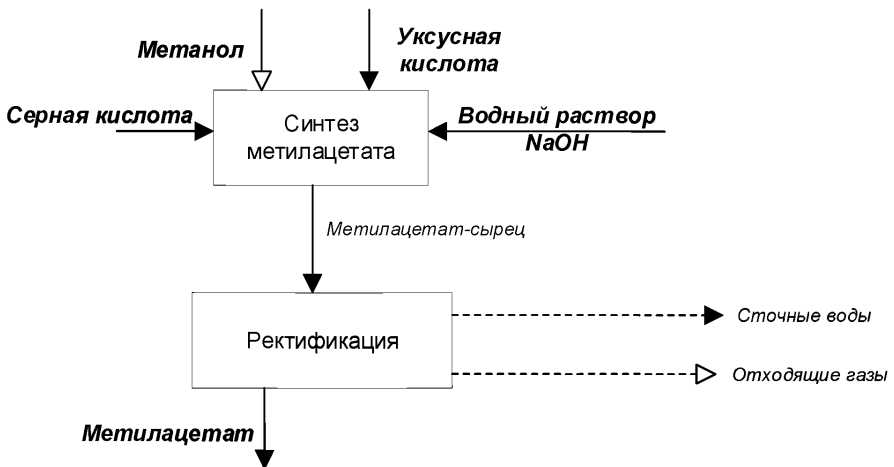 Метанол
Уксусная
кислота
Серная кислота
Синтез
метилацетата
Водный раствор
NaOH
Метилацетат-сырец
Ректификация
Сточные воды
Отходящие газы
Метилацетат